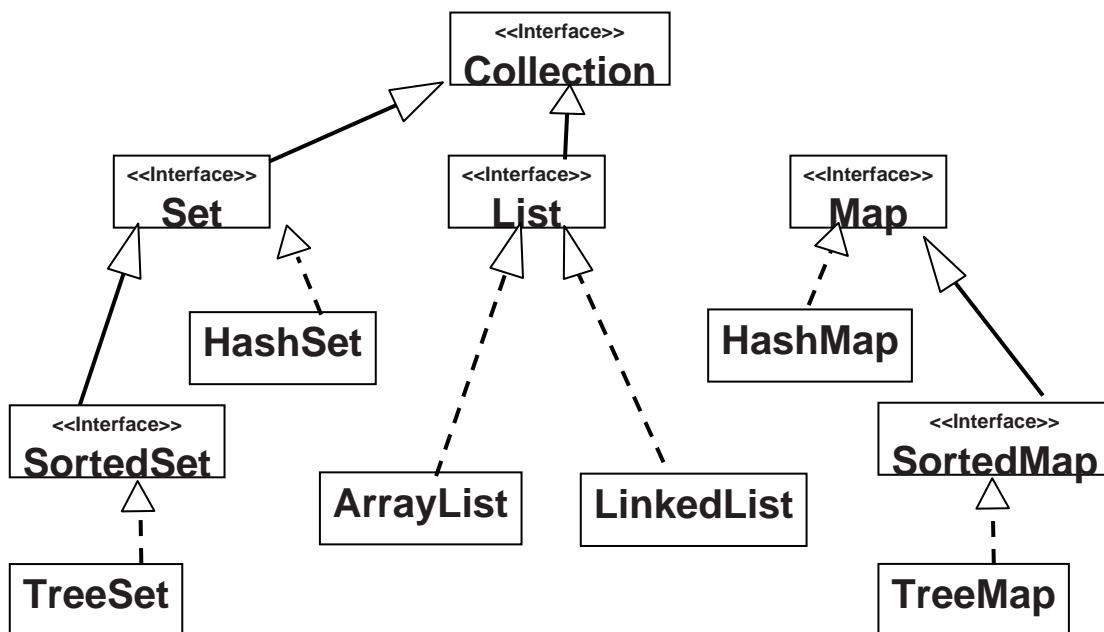 <<Interface>>
Collection
<<Interface>>
Set
<<Interface>>
List
<<Interface>>
Map
HashSet
HashMap
<<Interface>>
SortedSet
<<Interface>>
SortedMap
ArrayList
LinkedList
TreeSet
TreeMap